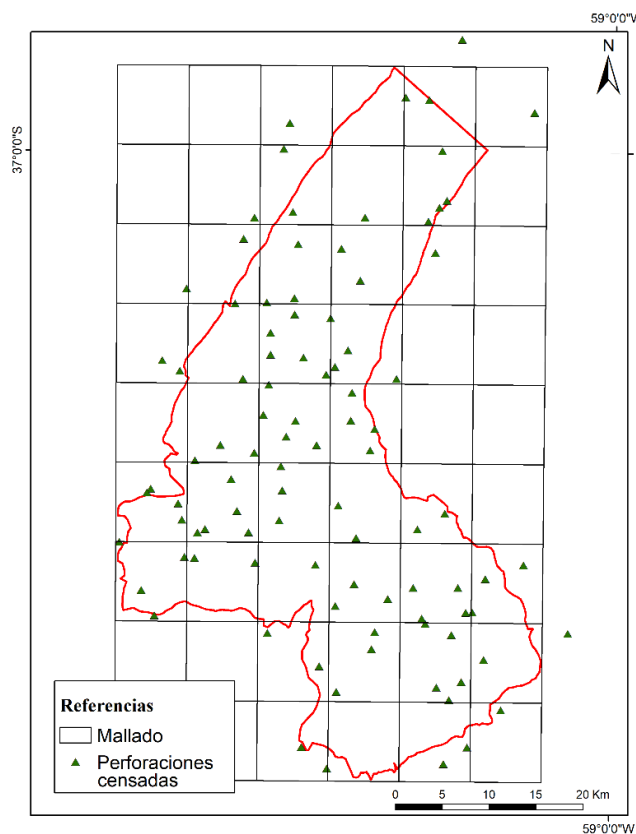 59°0'0"W
N
37°0'0"S
Referencias
Mallado
Perforaciones
censadas
0 5 10 15 20 Km
59°0'0"W